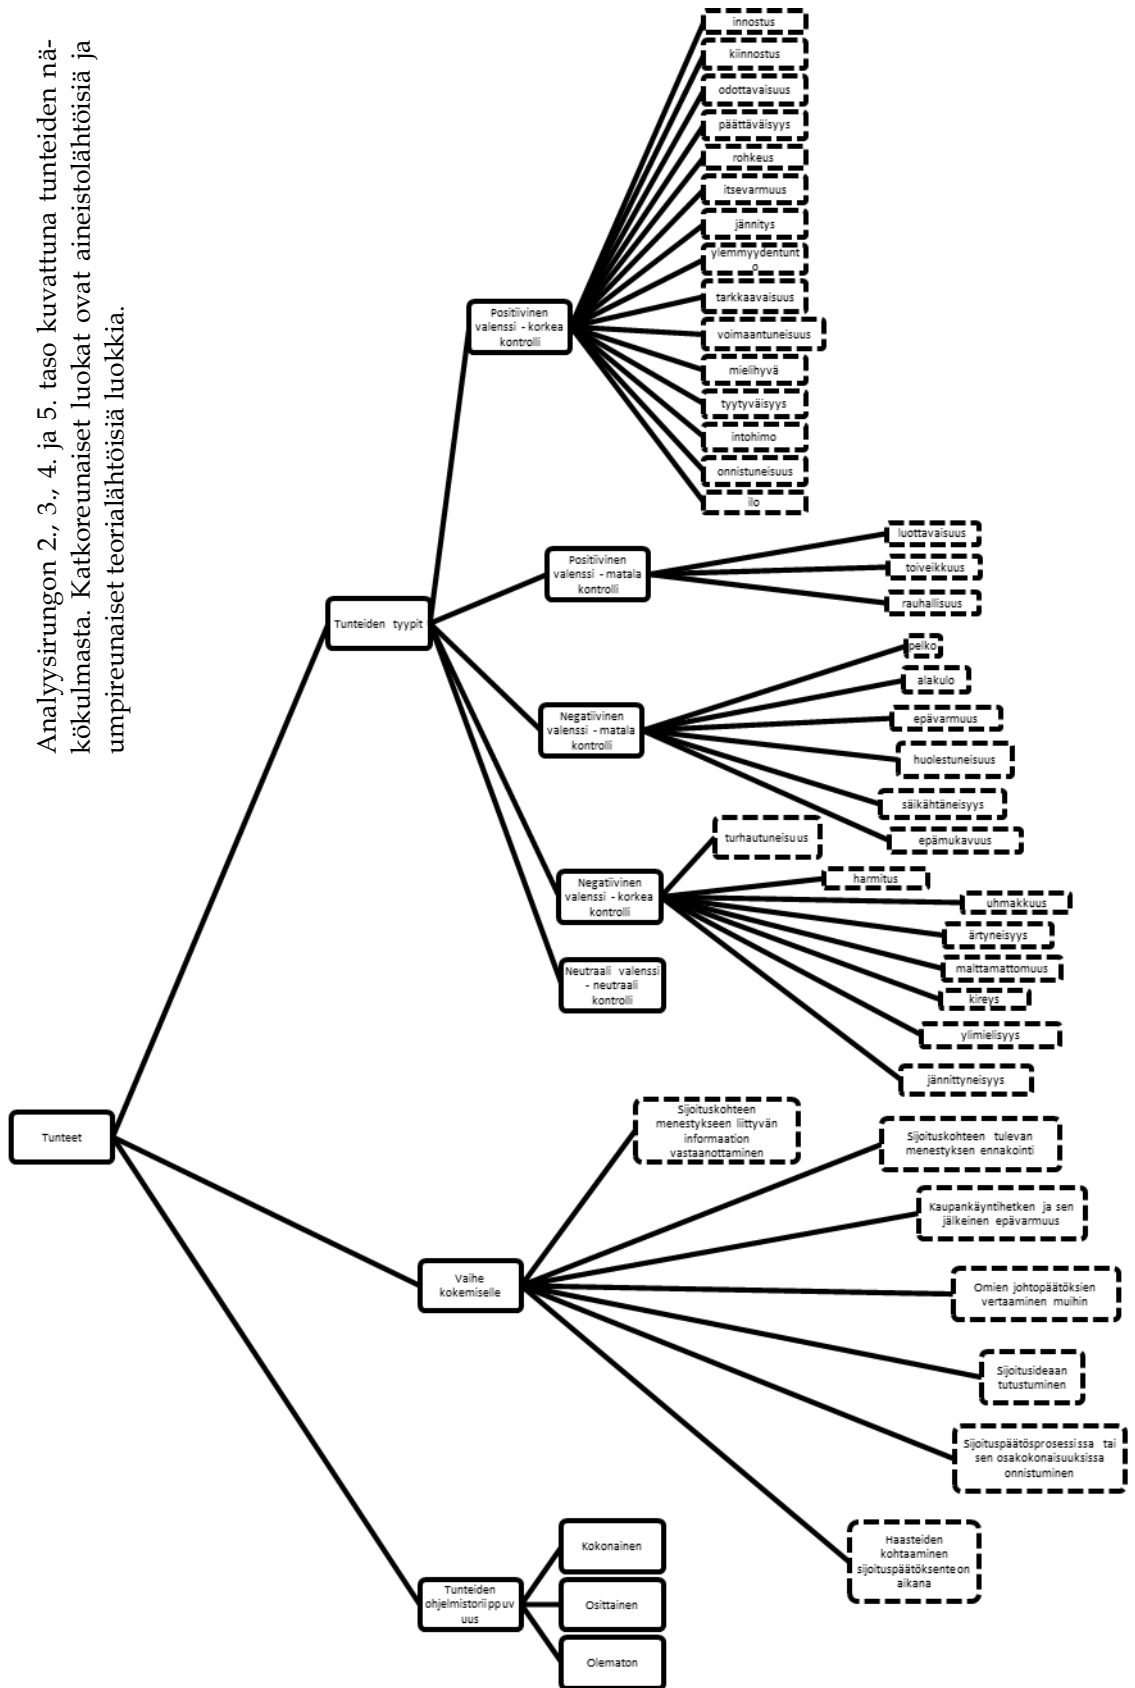 Analyysirungon 2., 3., 4. ja 5. taso kuvattuna tunteiden nä-
kökulmasta. Katkoreunaiset luokat ovat aineistolähtöisiä ja
umpireunaiset teorialähtöisiä luokkia.
Tunteet
Tunteiden tyypit
Positiivinen
valenssi - korkea
kontrolli
innostus
kiinnostus
odottavaisuus
päättäväisyys
rohkeus
itsevarmuus
jännitys
ylemmyydentunt
o
tarkkaavaisuus
voimaantuneisuus
mielihyvä
tyytyväisyys
intohimo
onnistuneisuus
ilo
Positiivinen
valenssi - matala
kontrolli
luottavaisuus
toiveikkuus
rauhallisuus
Negatiivinen
valenssi - matala
kontrolli
pelko
alakulo
epävarmuus
huolestuneisuus
säikähtäneisyys
epämukavuus
Negatiivinen
valenssi - korkea
kontrolli
turhautuneisuus
harmitus
uhmakkuus
ärtyneisyys
malttamattomuus
kireys
ylimielisyys
jännittyneisyys
Neutraali valenssi
- neutraali
kontrolli
Vaihe
kokemiselle
Sijoituskohteen
menestykseen liittyvän
informaation
vastaanottaminen
Sijoituskohteen tulevan
menestyksen ennakointi
Kaupankäyntihetken ja sen
jälkeinen epävarmuus
Omien johtopäätöksien
vertaaminen muihin
Sijoitusideaan
tutustuminen
Sijoituspäätösprosessissa tai
sen osakokonaisuuksissa
onnistuminen
Haasteiden
kohtaaminen
sijoituspäätöksenteon
aikana
Tunteiden
ohjelmistoriippuv
uus
Kokonainen
Osittainen
Olematon